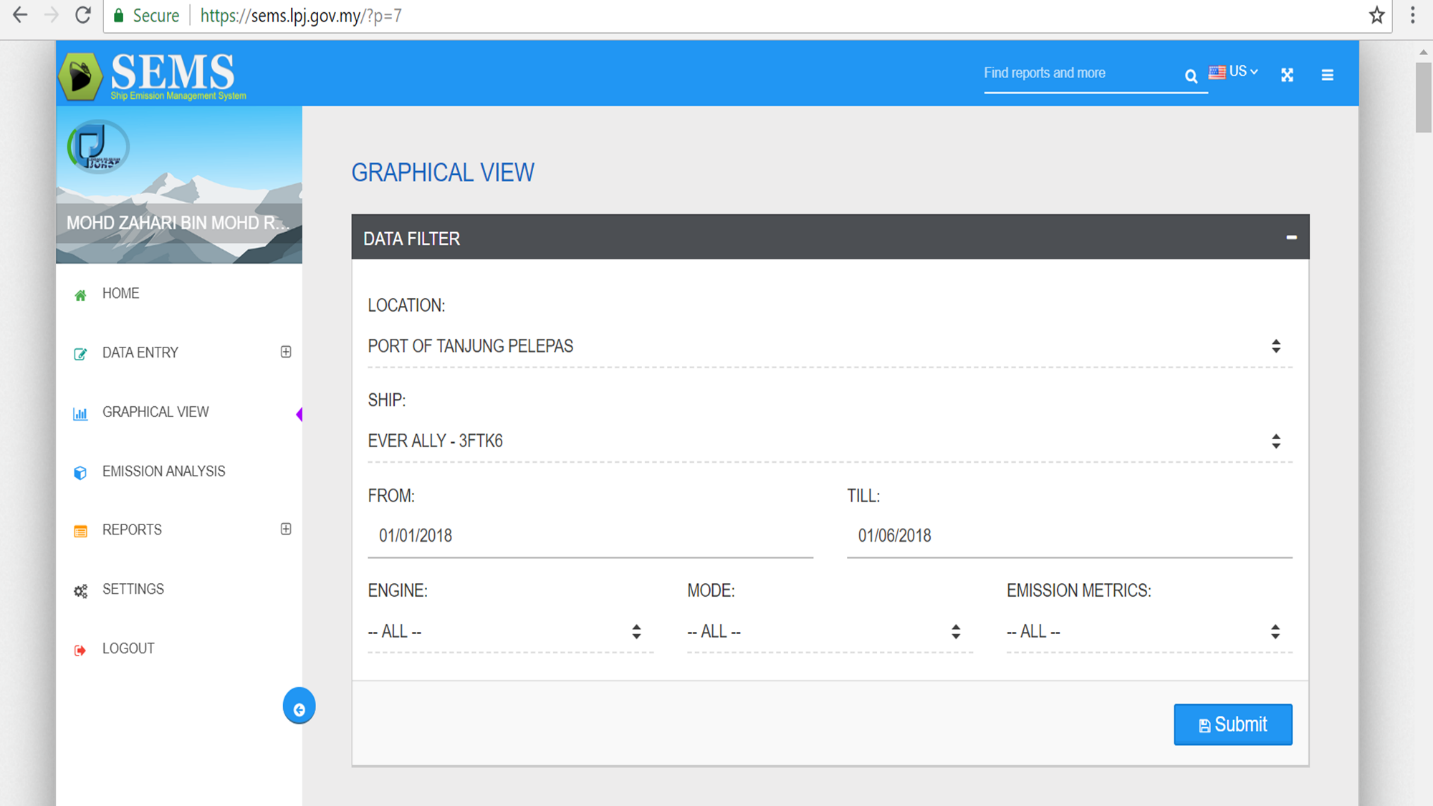 Secure https://sems.lpj.gov.my/?p=7
SEMS
Ship Emission Management System
Find reports and more
US
MOHD ZAHARI BIN MOHD R...
HOME
DATA ENTRY
GRAPHICAL VIEW
EMISSION ANALYSIS
REPORTS
SETTINGS
LOGOUT
GRAPHICAL VIEW
DATA FILTER
LOCATION:
PORT OF TANJUNG PELEPAS
SHIP:
EVER ALLY - 3FTK6
FROM: TILL:
01/01/2018 01/06/2018
ENGINE: MODE: EMISSION METRICS:
-- ALL -- -- ALL -- -- ALL --
Submit